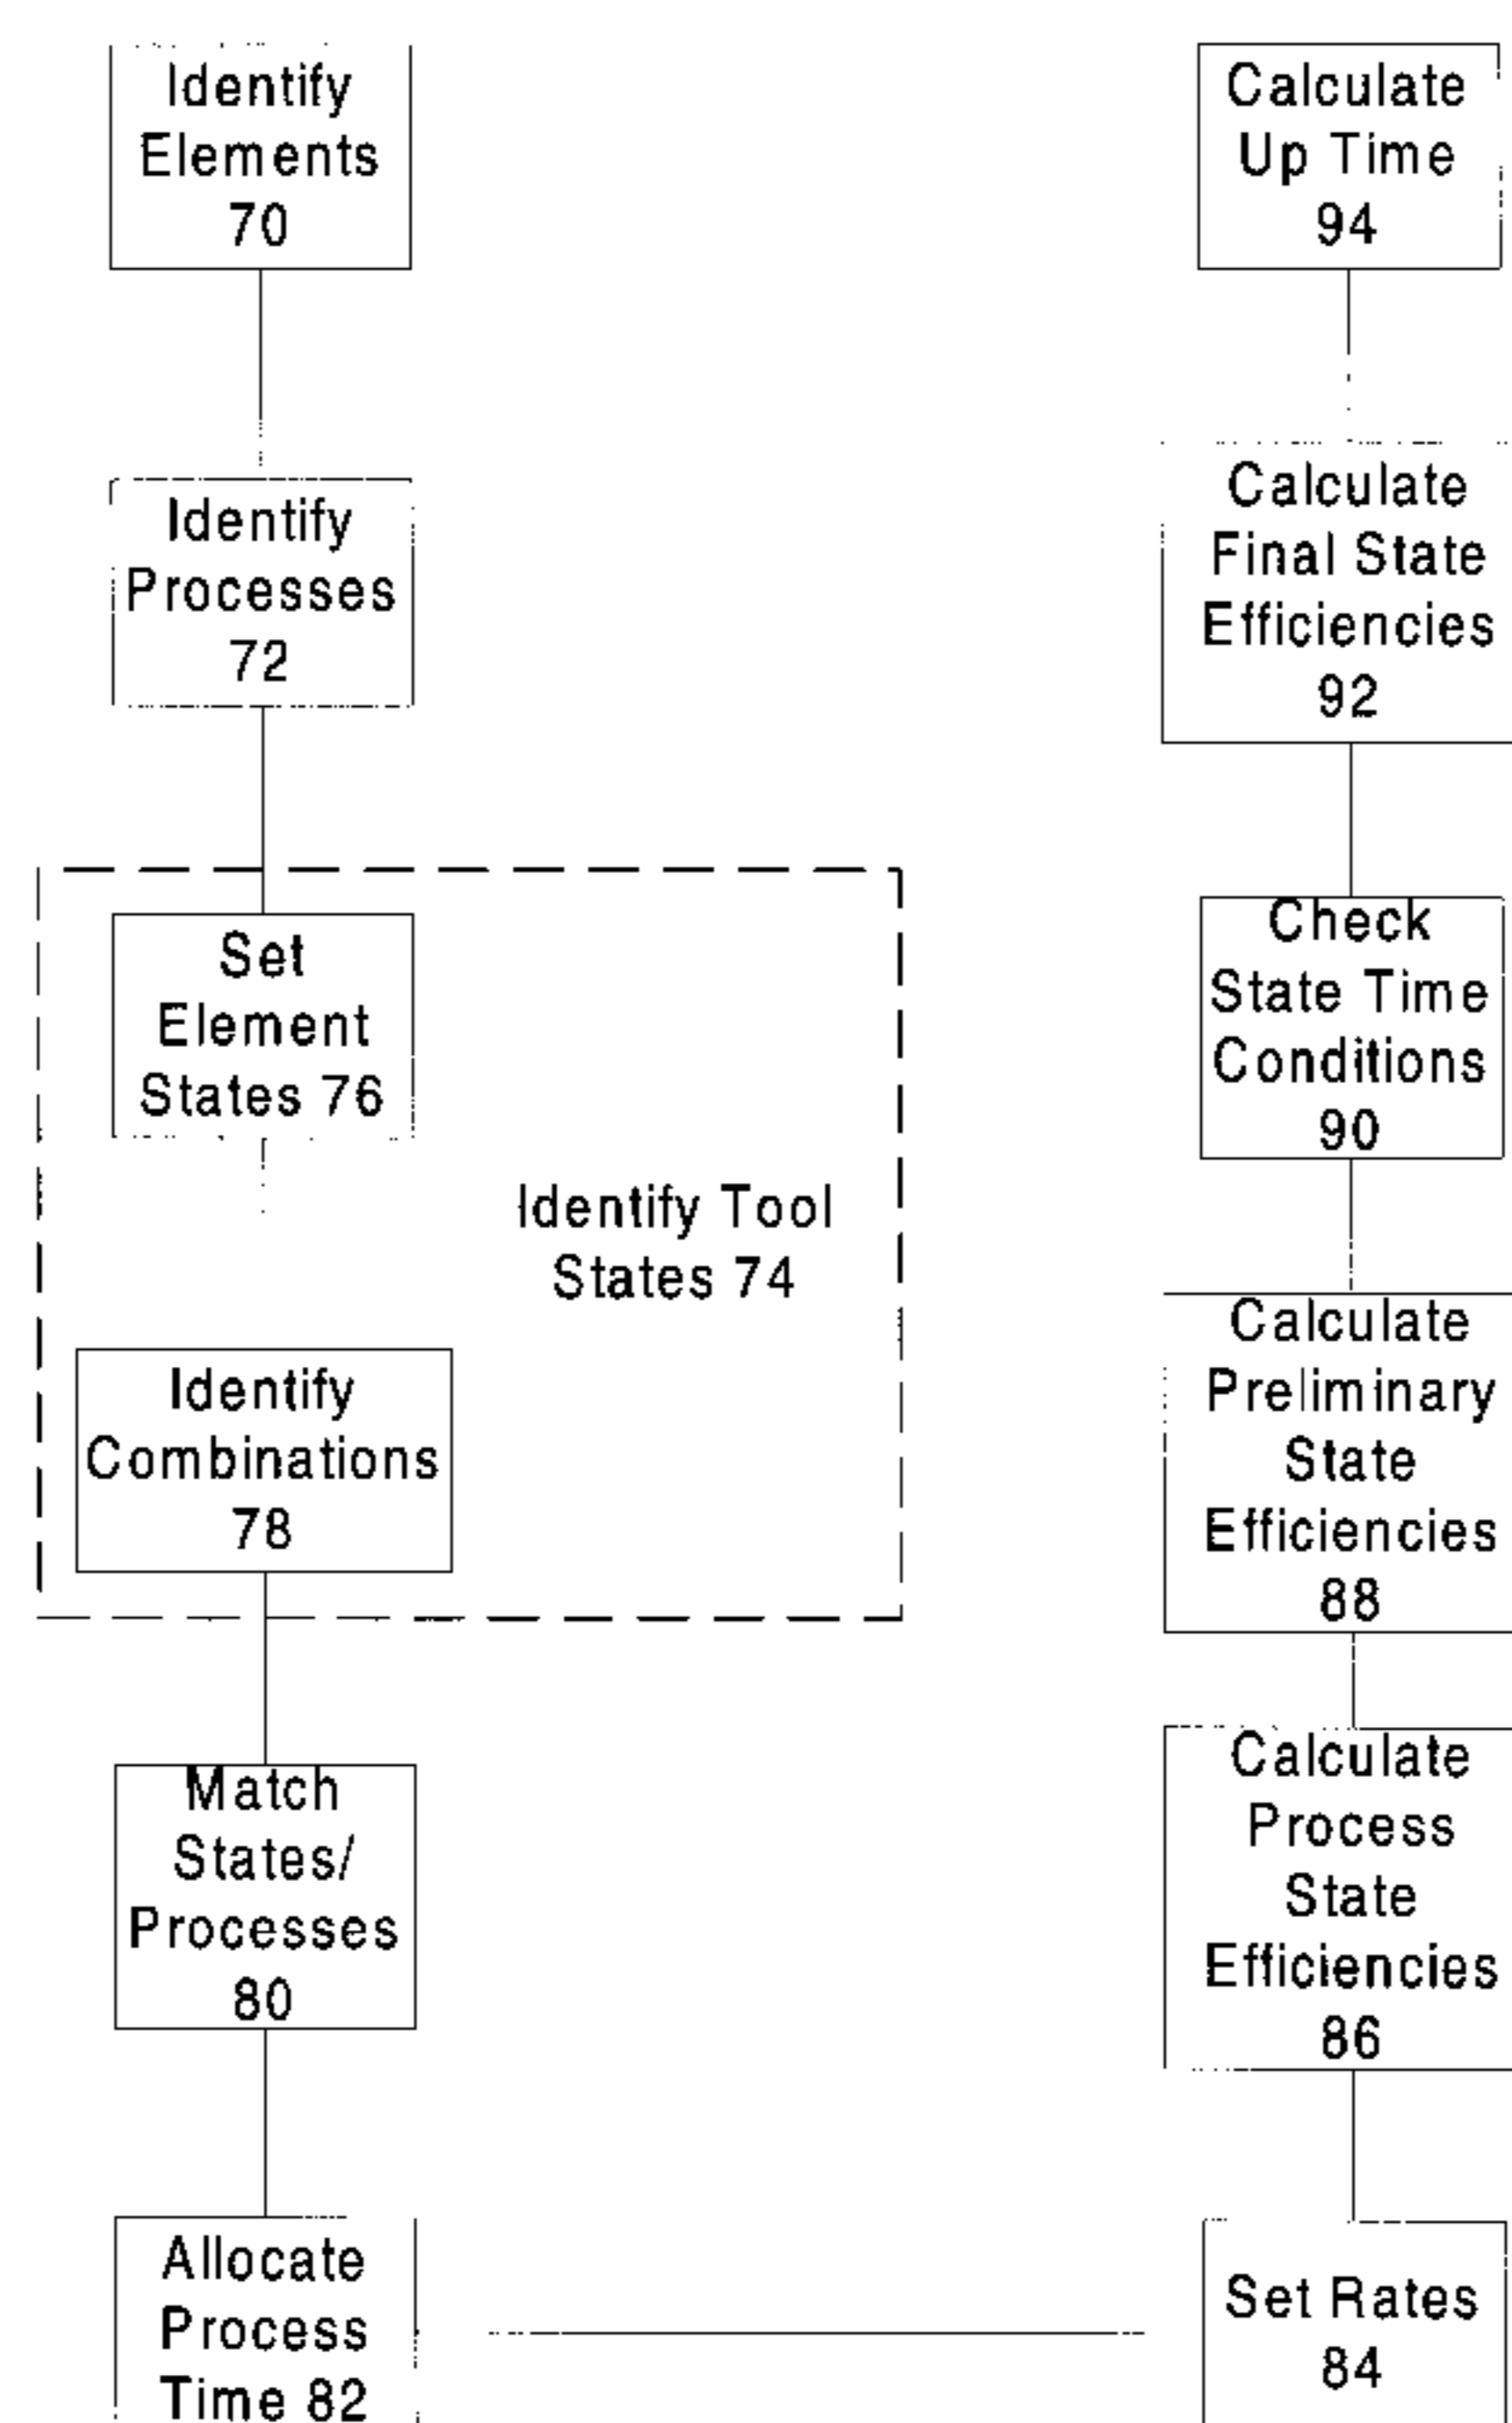 Identify
Elements
70
Identify
Processes
72
Set
Element
States 76
Identify Tool
States 74
Identify
Combinations
78
Match
States/
Processes
80
Allocate
Process
Time 82
Calculate
Up Time
94
Calculate
Final State
Efficiencies
92
Check
State Time
Conditions
90
Calculate
Preliminary
State
Efficiencies
88
Calculate
Process
State
Efficiencies
86
Set Rates
84